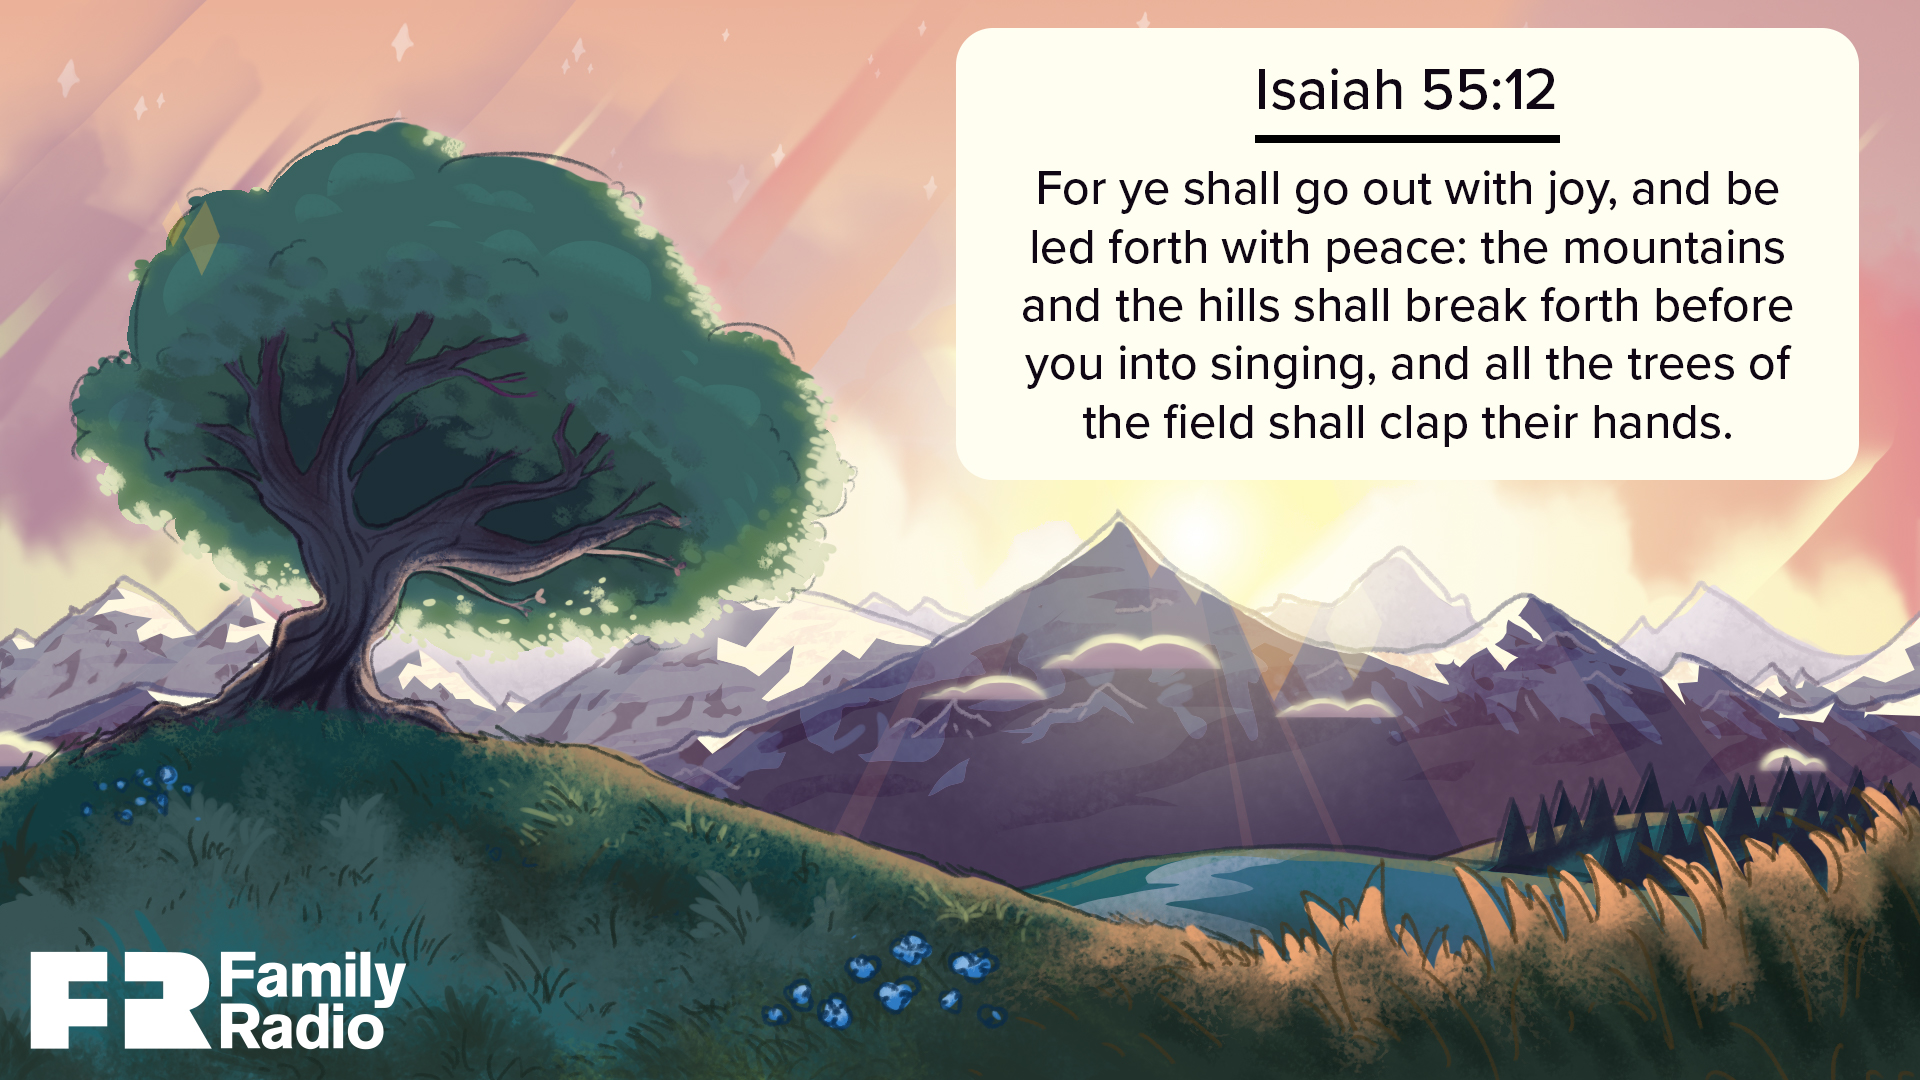 Isaiah 55:12
For ye shall go out with joy, and be
led forth with peace: the mountains
and the hills shall break forth before
you into singing, and all the trees of
the field shall clap their hands.
FR Family
Radio